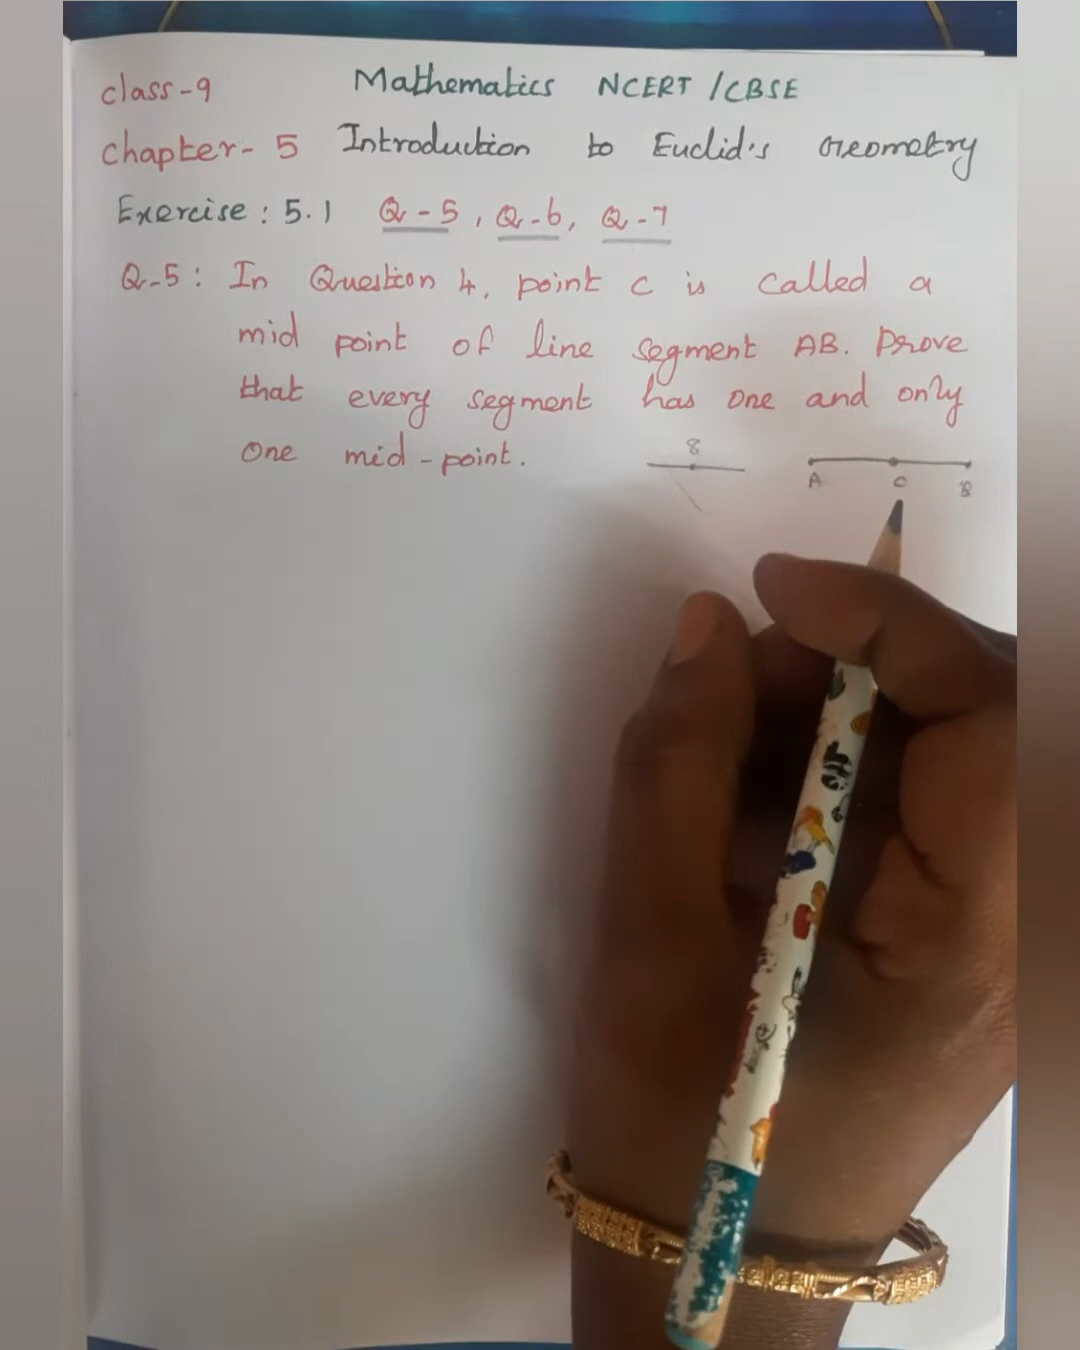 class-9 Mathematics NCERT /CBSE
chapter- 5 Introduction to Euclid's Geometry
Exercise : 5.1 Q-5, Q-6, Q-7
Q-5: In Question 4, point C is called a
mid point of line segment AB. Prove
that every segment has one and only
one mid-point.
8
A C B